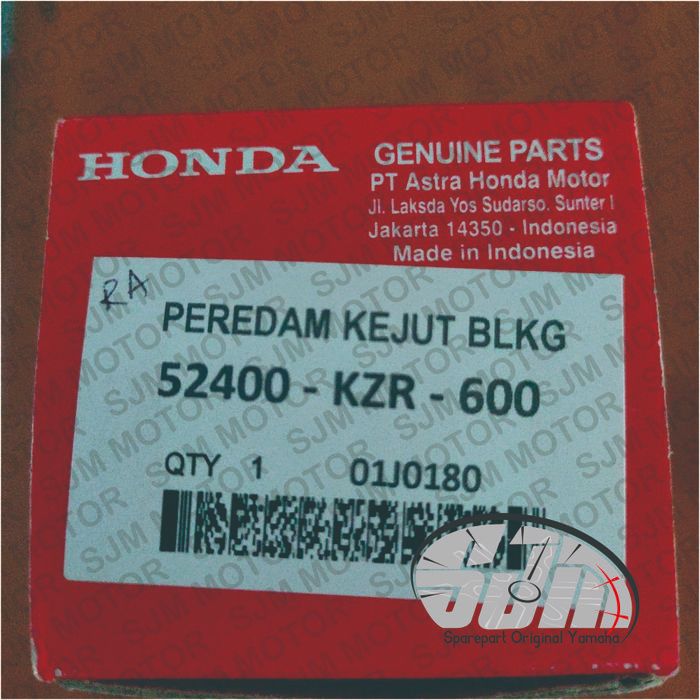 HONDA
GENUINE PARTS
PT Astra Honda Motor
Jl. Laksda Yos Sudarso. Sunter I
Jakarta 14350 - Indonesia
Made in Indonesia
RA
PEREDAM KEJUT BLKG
52400 - KZR - 600
QTY 1 01J0180
SJM
Sparepart Original Yamaha
SJM MOTOR